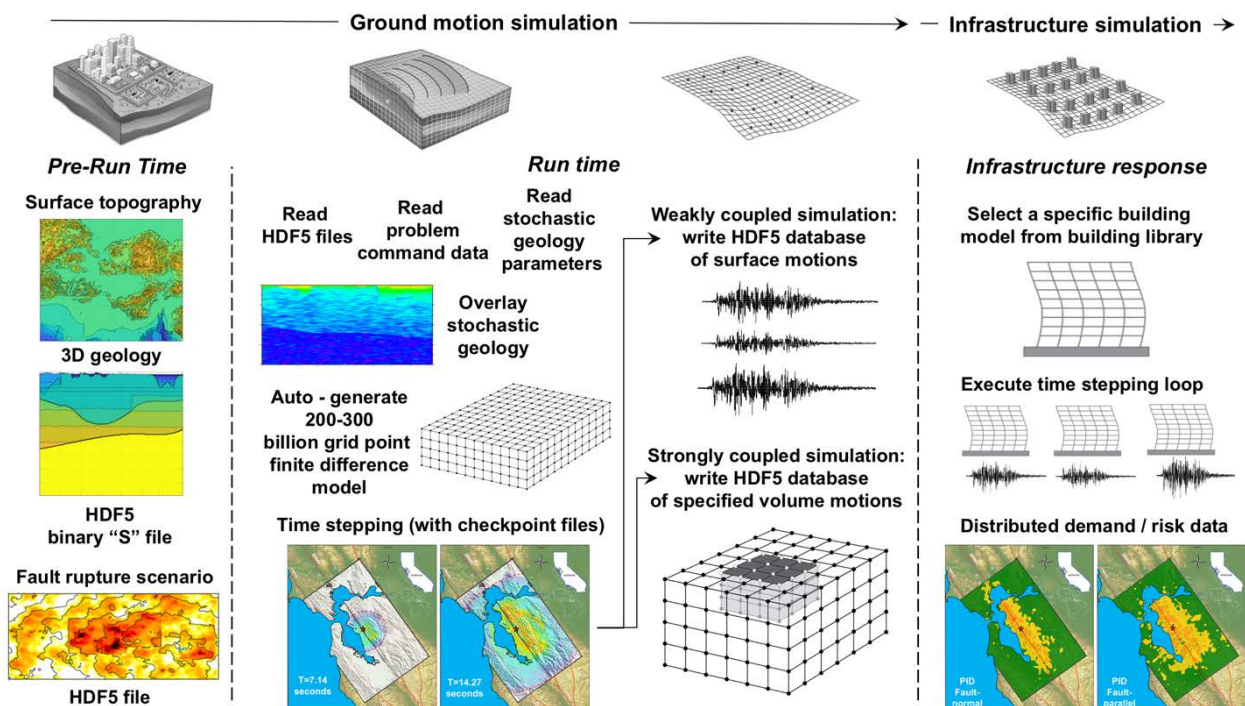 Ground motion simulation
Infrastructure simulation
Pre-Run Time
Surface topography
3D geology
HDF5
binary “S” file
Fault rupture scenario
HDF5 file
Run time
Read
HDF5 files
Read
problem
command data
Read
stochastic
geology
parameters
Overlay
stochastic
geology
Auto - generate
200-300
billion grid point
finite difference
model
Time stepping (with checkpoint files)
T=7.14
seconds
T=14.27
seconds
Weakly coupled simulation:
write HDF5 database
of surface motions
Strongly coupled simulation:
write HDF5 database
of specified volume motions
Infrastructure response
Select a specific building
model from building library
Execute time stepping loop
Distributed demand / risk data
PID
Fault-
normal
PID
Fault-
parallel